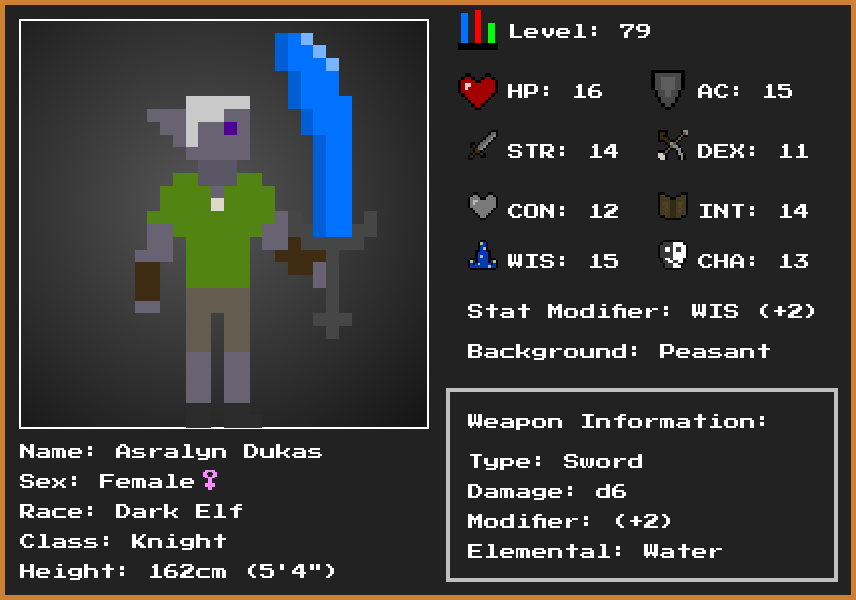 Level: 79
HP: 16
AC: 15
STR: 14
DEX: 11
CON: 12
INT: 14
WIS: 15
CHA: 13
Stat Modifier: WIS (+2)
Background: Peasant
Weapon Information:
Type: Sword
Damage: d6
Modifier: (+2)
Elemental: Water
Name: Asralyn Dukas
Sex: Female♀
Race: Dark Elf
Class: Knight
Height: 162cm (5'4")